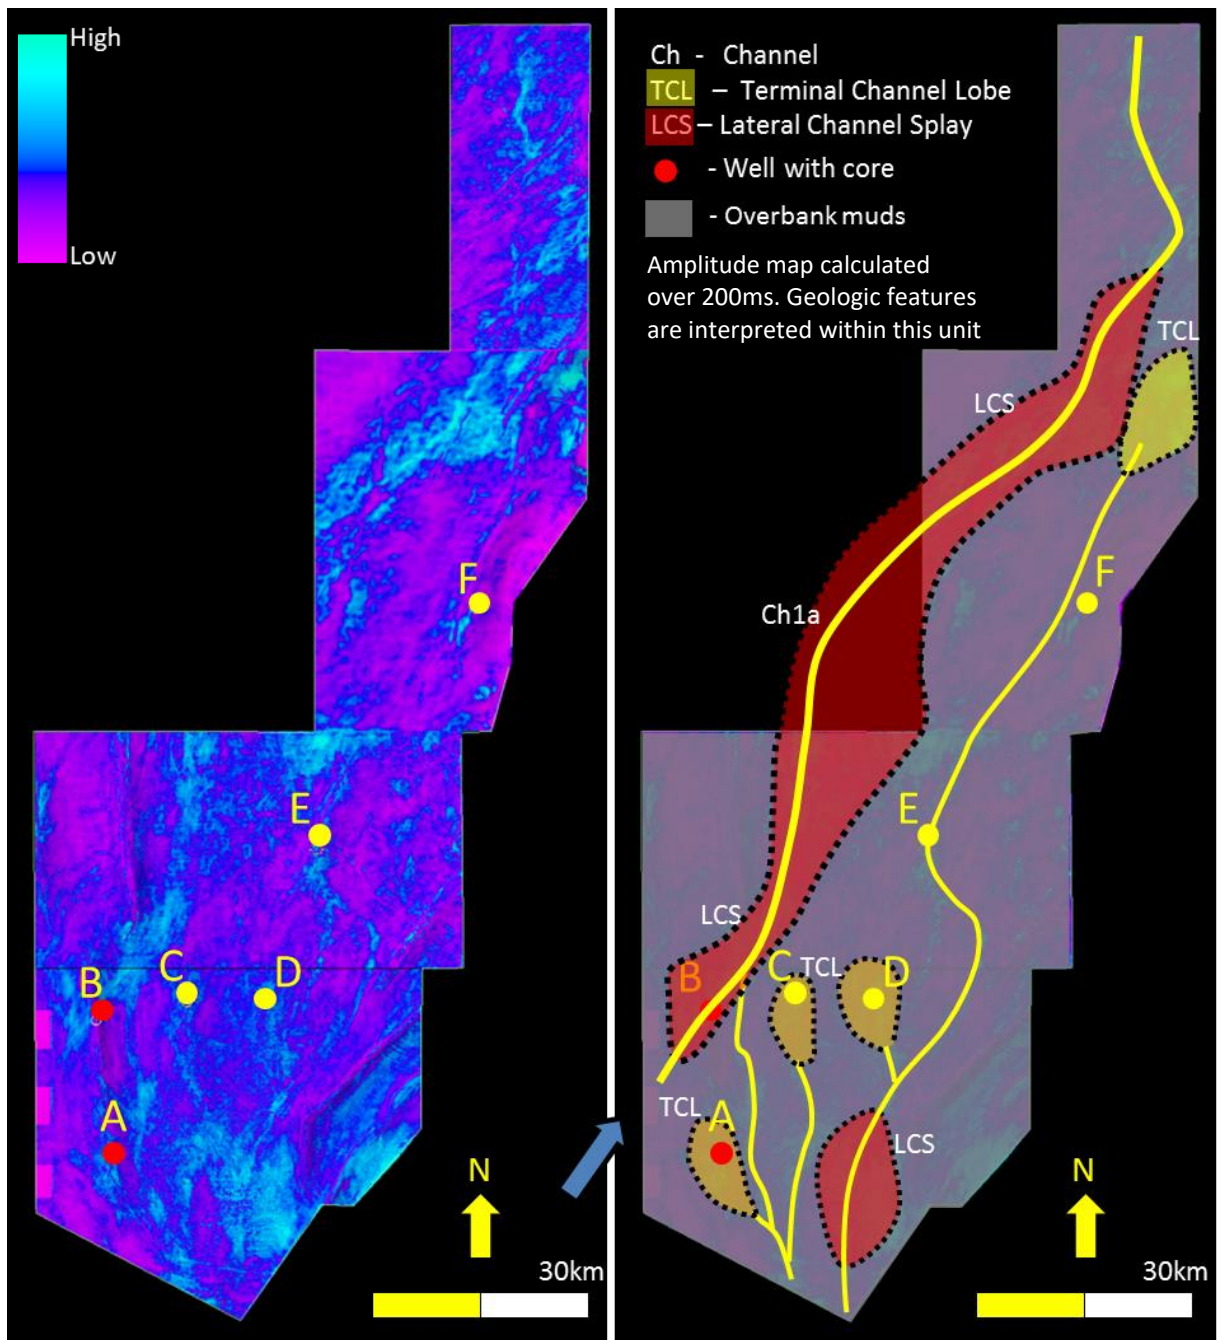 High
Low
F
E
C
D
B
A
N
30km
Ch - Channel
TCL – Terminal Channel Lobe
LCS – Lateral Channel Splay
- Well with core
- Overbank muds
Amplitude map calculated
over 200ms. Geologic features
are interpreted within this unit
TCL
LCS
F
Ch1a
E
LCS
B
C
TCL
D
TCL
A
LCS
N
30km